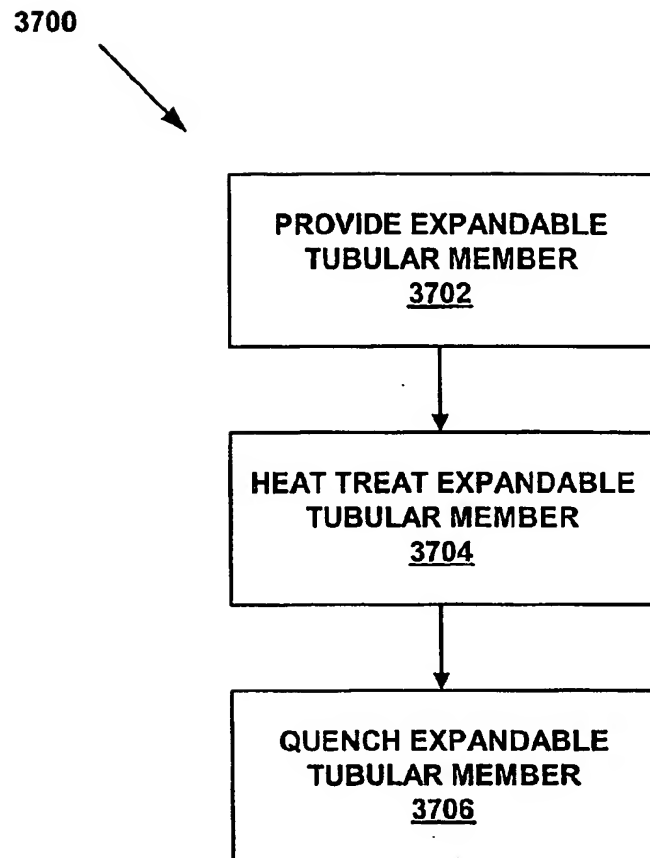 3700
PROVIDE EXPANDABLE
TUBULAR MEMBER
3702
HEAT TREAT EXPANDABLE
TUBULAR MEMBER
3704
QUENCH EXPANDABLE
TUBULAR MEMBER
3706